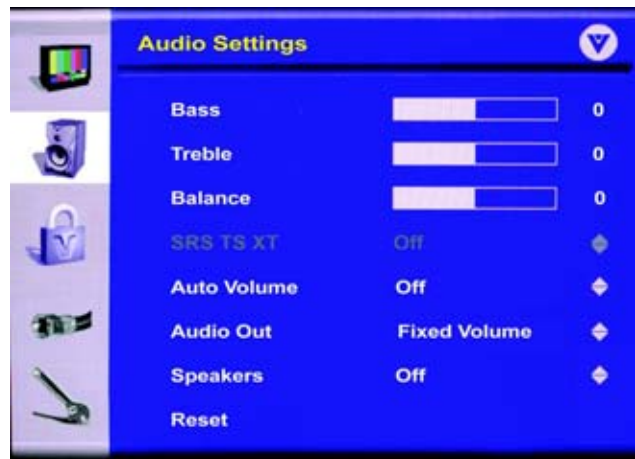 Audio Settings
Bass 0
Treble 0
Balance 0
SRS TS XT Off
Auto Volume Off
Audio Out Fixed Volume
Speakers Off
Reset